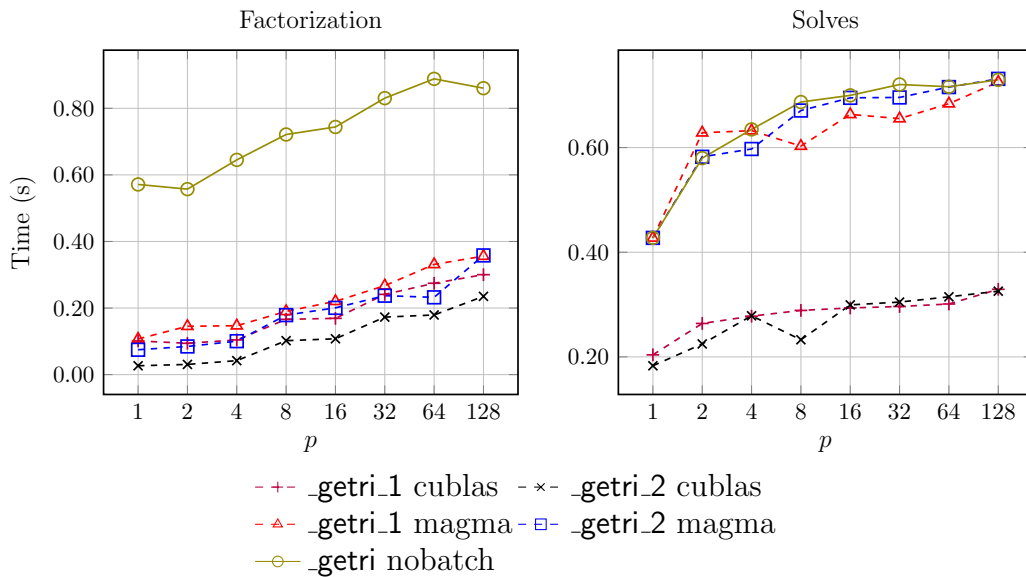 Factorization
Solves
Time (s)
0.80
0.60
0.40
0.20
0.00
1 2 4 8 16 32 64 128
p
0.60
0.40
0.20
1 2 4 8 16 32 64 128
p
_getri_1 cublas _getri_2 cublas
_getri_1 magma _getri_2 magma
_getri nobatch